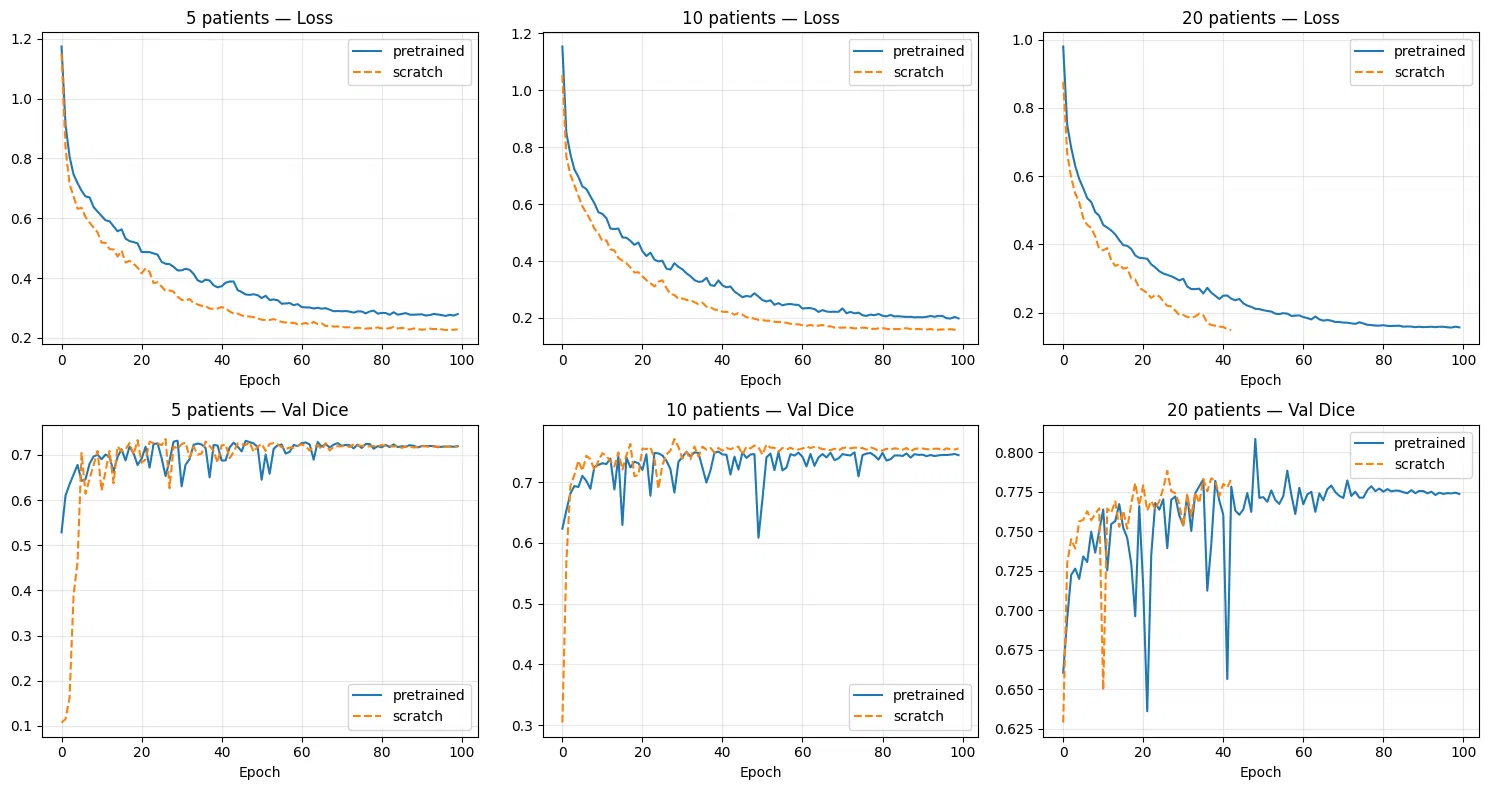 5 patients — Loss
1.2
1.0
0.8
0.6
0.4
0.2
0 20 40 60 80 100
Epoch
pretrained
scratch
10 patients — Loss
1.2
1.0
0.8
0.6
0.4
0.2
0 20 40 60 80 100
Epoch
pretrained
scratch
20 patients — Loss
1.0
0.8
0.6
0.4
0.2
0 20 40 60 80 100
Epoch
pretrained
scratch
5 patients — Val Dice
0.7
0.6
0.5
0.4
0.3
0.2
0.1
0 20 40 60 80 100
Epoch
pretrained
scratch
10 patients — Val Dice
0.7
0.6
0.5
0.4
0.3
0 20 40 60 80 100
Epoch
pretrained
scratch
20 patients — Val Dice
0.800
0.775
0.750
0.725
0.700
0.675
0.650
0.625
0 20 40 60 80 100
Epoch
pretrained
scratch